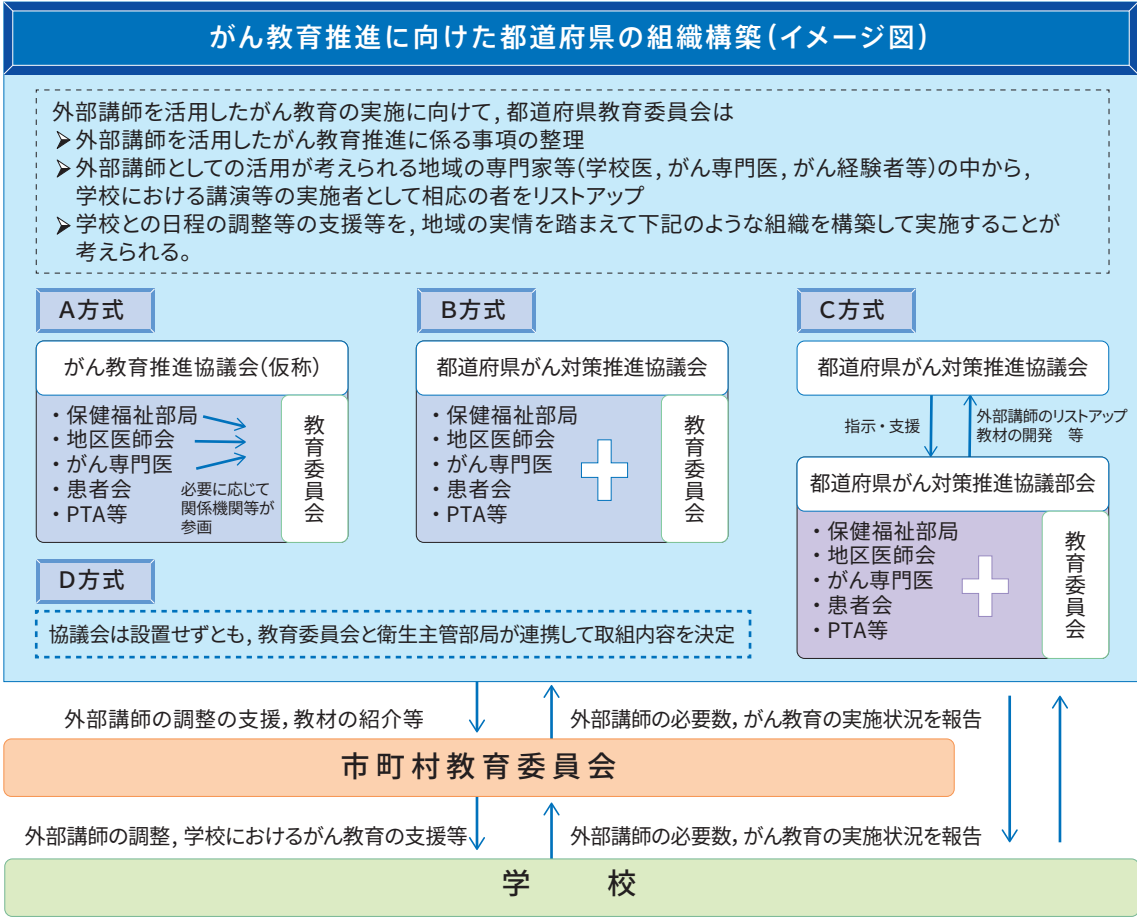 がん教育推進に向けた都道府県の組織構築（イメージ図）
外部講師を活用したがん教育の実施に向けて，都道府県教育委員会は
➢外部講師を活用したがん教育推進に係る事項の整理
➢外部講師としての活用が考えられる地域の専門家等（学校医，がん専門医，がん経験者等）の中から，
学校における講演等の実施者として相応の者をリストアップ
➢学校との日程の調整等の支援等を，地域の実情を踏まえて下記のような組織を構築して実施することが
考えられる。
A方式
がん教育推進協議会（仮称）
・保健福祉部局
・地区医師会
・がん専門医
・患者会
・PTA等
必要に応じて
関係機関等が
参画
教育委員会
B方式
都道府県がん対策推進協議会
・保健福祉部局
・地区医師会
・がん専門医
・患者会
・PTA等
教育委員会
C方式
都道府県がん対策推進協議会
指示・支援
外部講師のリストアップ
教材の開発　等
都道府県がん対策推進協議部会
・保健福祉部局
・地区医師会
・がん専門医
・患者会
・PTA等
教育委員会
D方式
協議会は設置せずとも，教育委員会と衛生主管部局が連携して取組内容を決定
外部講師の調整の支援，教材の紹介等
外部講師の必要数，がん教育の実施状況を報告
市町村教育委員会
外部講師の調整，学校におけるがん教育の支援等
外部講師の必要数，がん教育の実施状況を報告
学　校